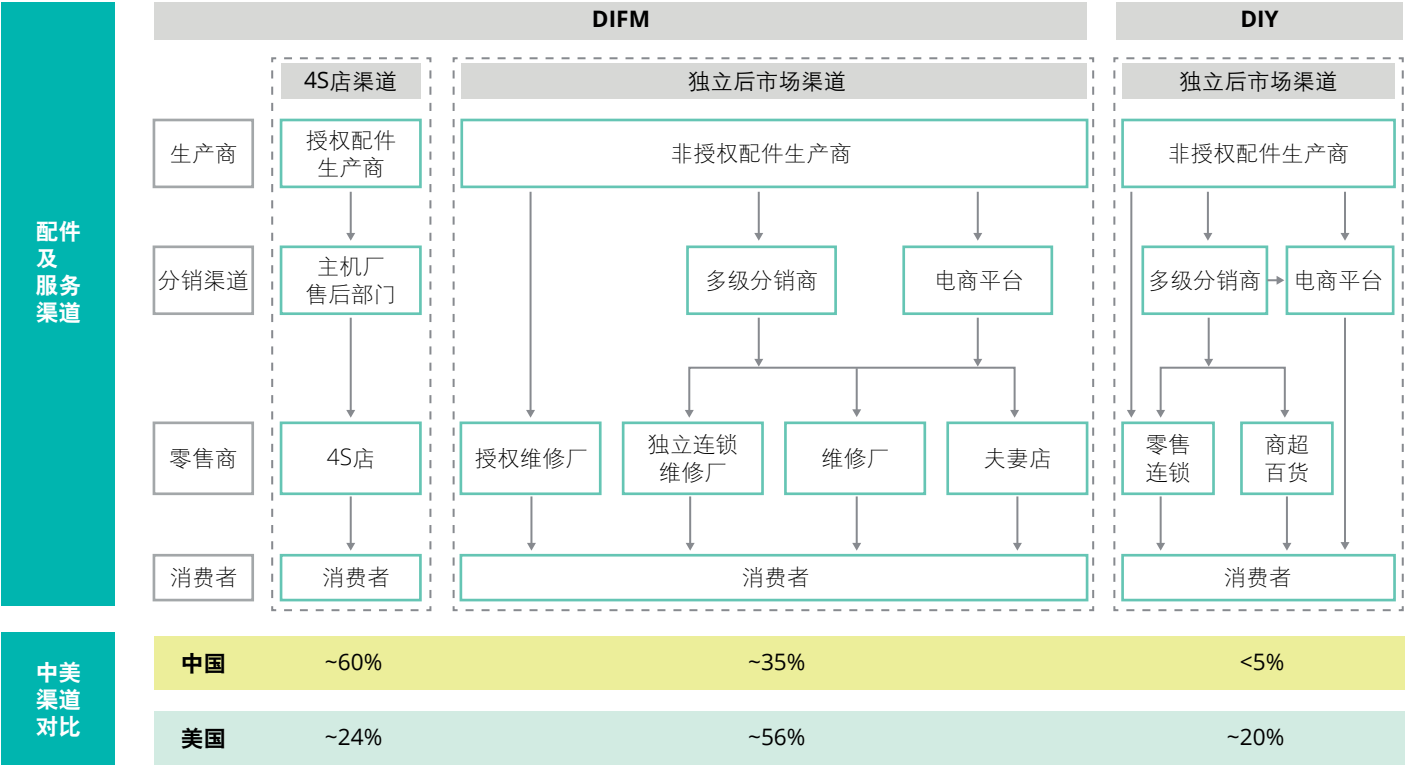 DIFM
DIY
4S店渠道
独立后市场渠道
独立后市场渠道
配件
及
服务
渠道
生产商
授权配件
生产商
非授权配件生产商
非授权配件生产商
分销渠道
主机厂
售后部门
多级分销商
电商平台
多级分销商
电商平台
零售商
4S店
授权维修厂
独立连锁
维修厂
维修厂
夫妻店
零售
连锁
商超
百货
消费者
消费者
消费者
消费者
中美
渠道
对比
中国
~60%
~35%
<5%
美国
~24%
~56%
~20%